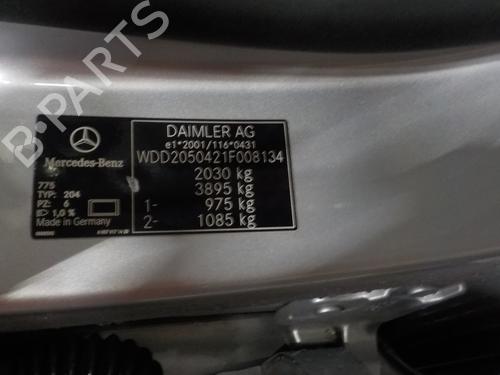 B-PARTS
DAIMLER AG
e1*2001/116*0431
WDD2050421F008134
2030 kg
3895 kg
1- 975 kg
2- 1085 kg
Mercedes-Benz
775
TYP: 204
PZ: 6
1,0 %
Made in Germany